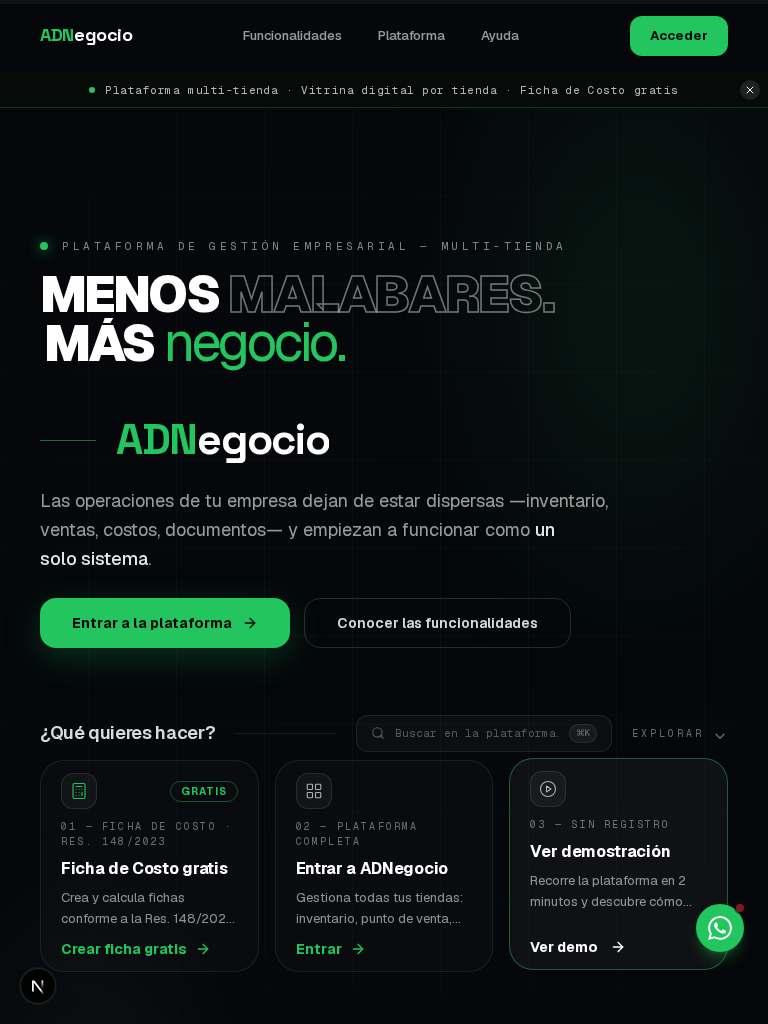 ADNegocio
Funcionalidades
Plataforma
Ayuda
Acceder
Plataforma multi-tienda · Vitrina digital por tienda · Ficha de Costo gratis
PLATAFORMA DE GESTIÓN EMPRESARIAL — MULTI-TIENDA
MENOS MALABARES.
MÁS negocio.
ADNegocio
Las operaciones de tu empresa dejan de estar dispersas —inventario,
ventas, costos, documentos— y empiezan a funcionar como un
solo sistema.
Entrar a la plataforma
Conocer las funcionalidades
¿Qué quieres hacer?
Buscar en la plataforma.
⌘K
EXPLORAR
GRATIS
01 — FICHA DE COSTO ·
RES. 148/2023
Ficha de Costo gratis
Crea y calcula fichas
conforme a la Res. 148/202...
Crear ficha gratis
02 — PLATAFORMA
COMPLETA
Entrar a ADNegocio
Gestiona todas tus tiendas:
inventario, punto de venta,...
Entrar
03 — SIN REGISTRO
Ver demostración
Recorre la plataforma en 2
minutos y descubre cómo...
Ver demo
N